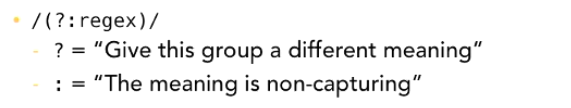 • /(?:regex)/
- ? = “Give this group a different meaning”
- : = “The meaning is non-capturing”